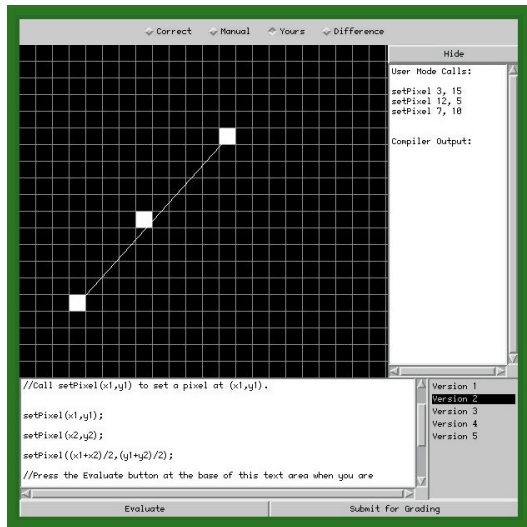 Correct Manual Yours Difference
Hide
User Mode Calls:
setPixel 3, 15
setPixel 12, 5
setPixel 7, 10
Compiler Output:
//Call setPixel(x1,y1) to set a pixel at (x1,y1).
setPixel(x1,y1);
setPixel(x2,y2);
setPixel((x1+x2)/2,(y1+y2)/2);
//Press the Evaluate button at the base of this text area when you are
Version 1
Version 2
Version 3
Version 4
Version 5
Evaluate
Submit for Grading